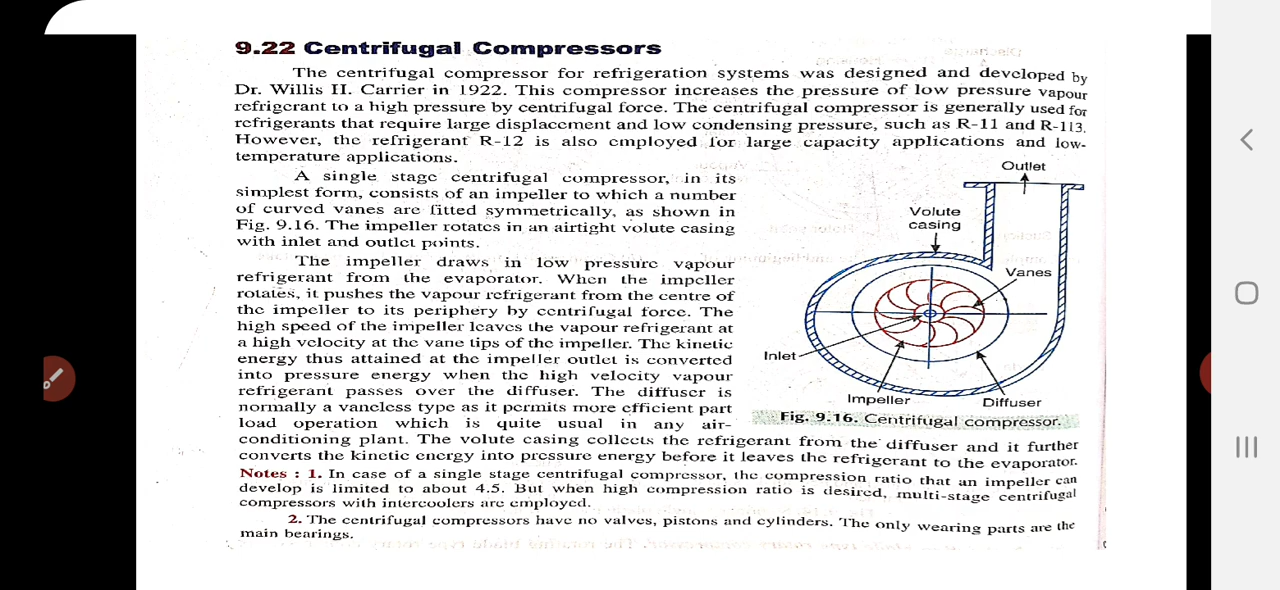 9.22 Centrifugal Compressors
The centrifugal compressor for refrigeration systems was designed and developed by
Dr. Willis H. Carrier in 1922. This compressor increases the pressure of low pressure vapour
refrigerant to a high pressure by centrifugal force. The centrifugal compressor is generally used for
refrigerants that require large displacement and low condensing pressure, such as R-11 and R-113.
However, the refrigerant R-12 is also employed for large capacity applications and low-
temperature applications.
A single stage centrifugal compressor, in its
simplest form, consists of an impeller to which a number
of curved vanes are fitted symmetrically, as shown in
Fig. 9.16. The impeller rotates in an airtight volute casing
with inlet and outlet points.
The impeller draws in low pressure vapour
refrigerant from the evaporator. When the impeller
rotates, it pushes the vapour refrigerant from the centre of
the impeller to its periphery by centrifugal force. The
high speed of the impeller leaves the vapour refrigerant at
a high velocity at the vane tips of the impeller. The kinetic
energy thus attained at the impeller outlet is converted
into pressure energy when the high velocity vapour
refrigerant passes over the diffuser. The diffuser is
normally a vaneless type as it permits more efficient part
load operation which is quite usual in any air-
conditioning plant. The volute casing collects the refrigerant from the diffuser and it further
converts the kinetic energy into pressure energy before it leaves the refrigerant to the evaporator.
Outlet
Volute
casing
Vanes
Inlet
Impeller
Diffuser
Fig. 9.16. Centrifugal compressor.
Notes : 1. In case of a single stage centrifugal compressor, the compression ratio that an impeller can
develop is limited to about 4.5. But when high compression ratio is desired, multi-stage centrifugal
compressors with intercoolers are employed.
2. The centrifugal compressors have no valves, pistons and cylinders. The only wearing parts are the
main bearings.